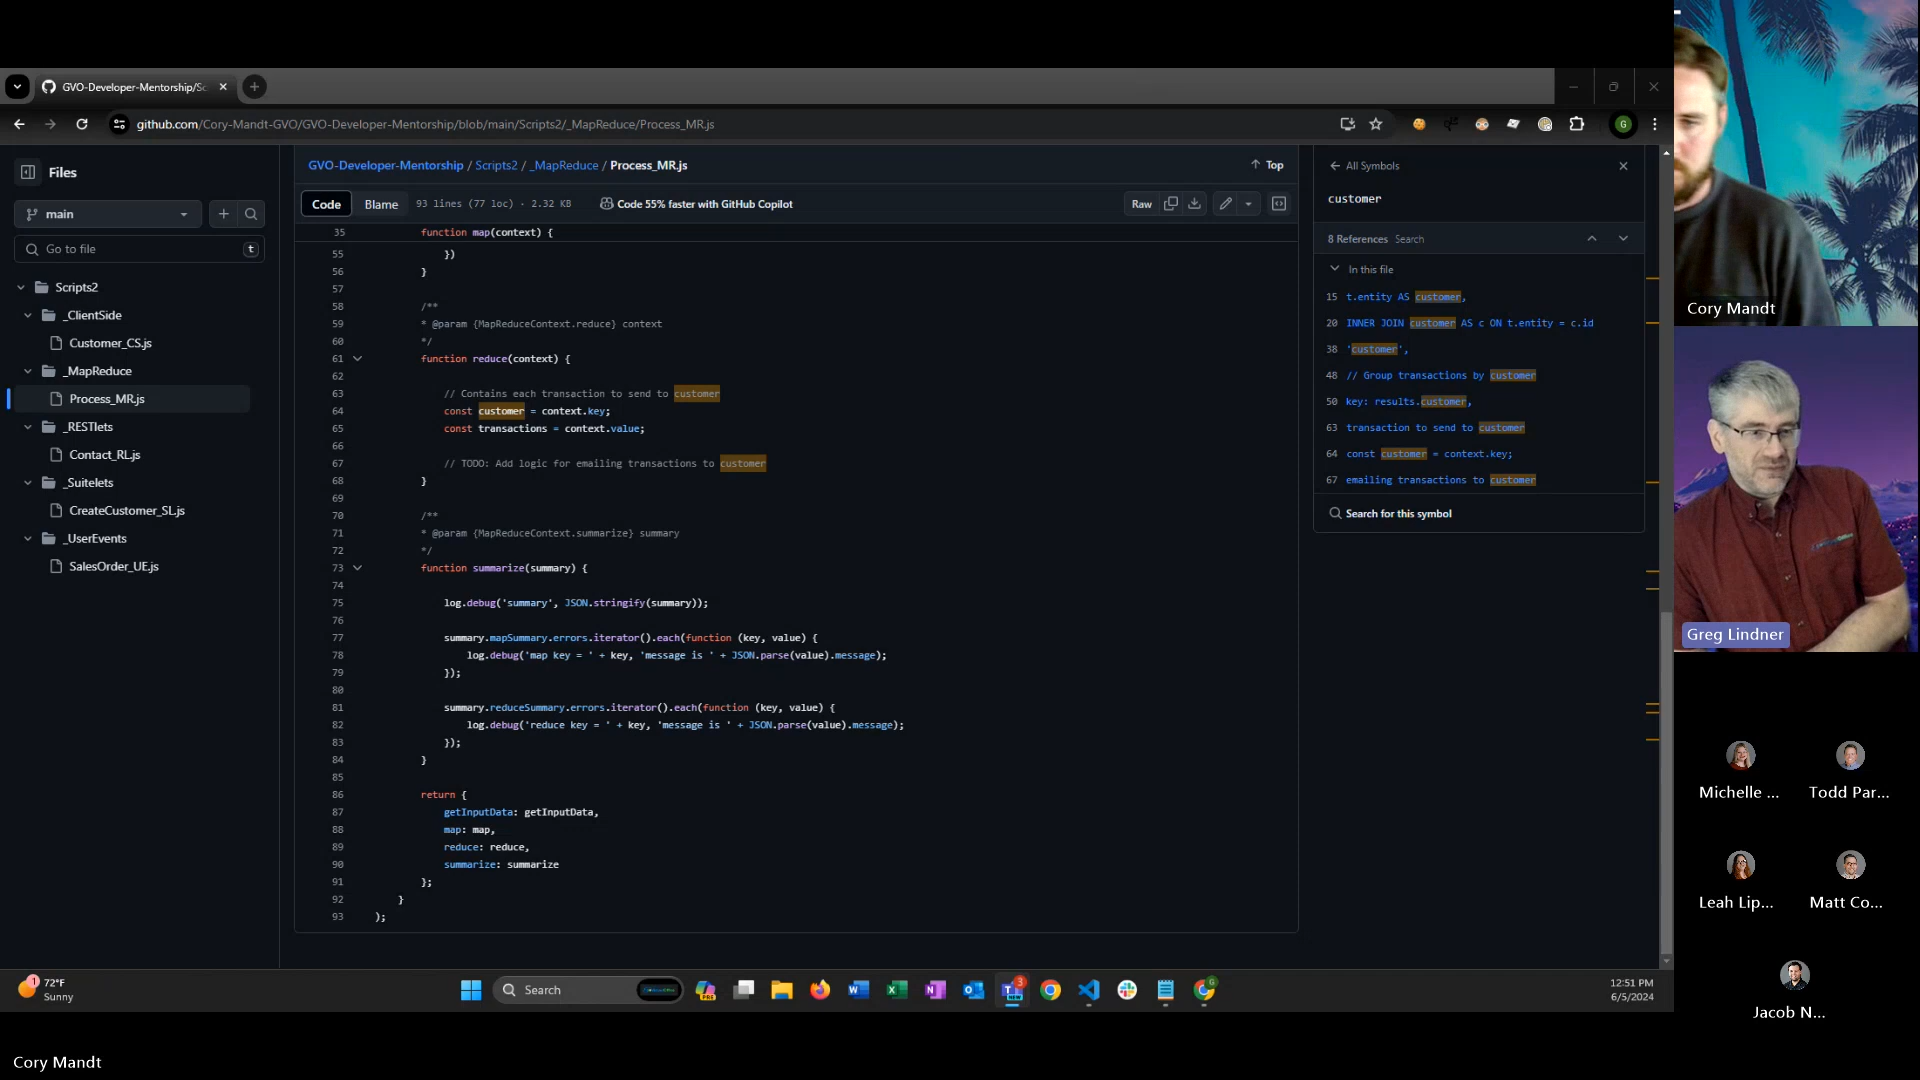 GVO-Developer-Mentorship/Sc
github.com/Cory-Mandt-GVO/GVO-Developer-Mentorship/blob/main/Scripts2/_MapReduce/Process_MR.js
G
Files
main
Go to file
t
Scripts2
_ClientSide
Customer_CS.js
_MapReduce
Process_MR.js
_RESTlets
Contact_RL.js
_Suitelets
CreateCustomer_SL.js
_UserEvents
SalesOrder_UE.js
GVO-Developer-Mentorship / Scripts2 / _MapReduce / Process_MR.js
Top
Code
Blame
93 lines (77 loc) · 2.32 KB
Code 55% faster with GitHub Copilot
Raw
35 function map(context) {
55 })
56 }
57
58 /**
59 * @param {MapReduceContext.reduce} context
60 */
61 function reduce(context) {
62
63 // Contains each transaction to send to customer
64 const customer = context.key;
65 const transactions = context.value;
66
67 // TODO: Add logic for emailing transactions to customer
68 }
69
70 /**
71 * @param {MapReduceContext.summarize} summary
72 */
73 function summarize(summary) {
74
75 log.debug('summary', JSON.stringify(summary));
76
77 summary.mapSummary.errors.iterator().each(function (key, value) {
78 log.debug('map key = ' + key, 'message is ' + JSON.parse(value).message);
79 });
80
81 summary.reduceSummary.errors.iterator().each(function (key, value) {
82 log.debug('reduce key = ' + key, 'message is ' + JSON.parse(value).message);
83 });
84 }
85
86 return {
87 getInputData: getInputData,
88 map: map,
89 reduce: reduce,
90 summarize: summarize
91 };
92 }
93 );
All Symbols
customer
8 References Search
In this file
15 t.entity AS customer,
20 INNER JOIN customer AS c ON t.entity = c.id
38 'customer',
48 // Group transactions by customer
50 key: results.customer,
63 transaction to send to customer
64 const customer = context.key;
67 emailing transactions to customer
Search for this symbol
Cory Mandt
Greg Lindner
Michelle ...
Todd Par...
Leah Lip...
Matt Co...
Jacob N...
1
72°F
Sunny
Search
3
G
12:51 PM
6/5/2024
Cory Mandt